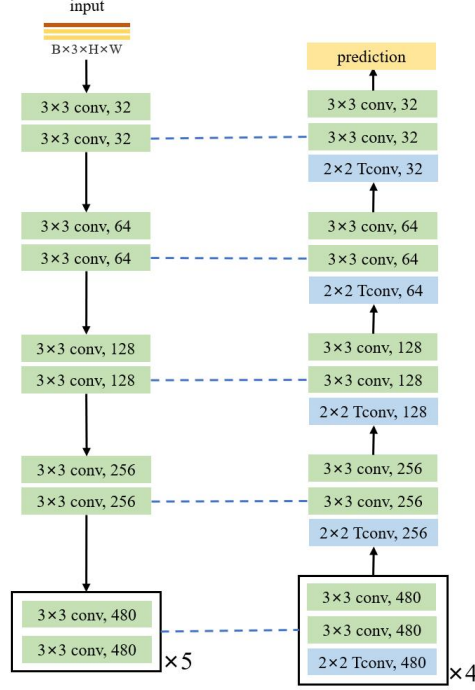 input
B×3×H×W
3×3 conv, 32
3×3 conv, 32
3×3 conv, 64
3×3 conv, 64
3×3 conv, 128
3×3 conv, 128
3×3 conv, 256
3×3 conv, 256
3×3 conv, 480
3×3 conv, 480
×5
prediction
3×3 conv, 32
3×3 conv, 32
2×2 Tconv, 32
3×3 conv, 64
3×3 conv, 64
2×2 Tconv, 64
3×3 conv, 128
3×3 conv, 128
2×2 Tconv, 128
3×3 conv, 256
3×3 conv, 256
2×2 Tconv, 256
3×3 conv, 480
3×3 conv, 480
2×2 Tconv, 480
×4